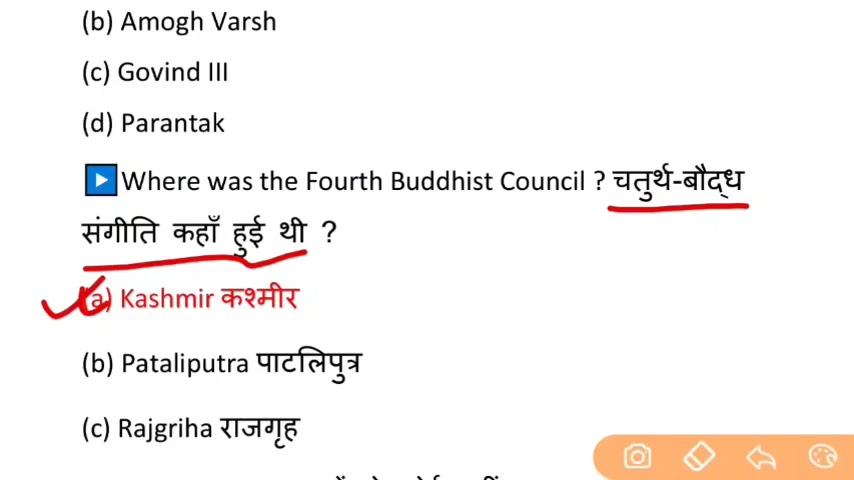 (b) Amogh Varsh
(c) Govind III
(d) Parantak
Where was the Fourth Buddhist Council ? चतुर्थ-बौद्ध
संगीति कहाँ हुई थी ?
(a) Kashmir कश्मीर
(b) Pataliputra पाटलिपुत्र
(c) Rajgriha राजगृह